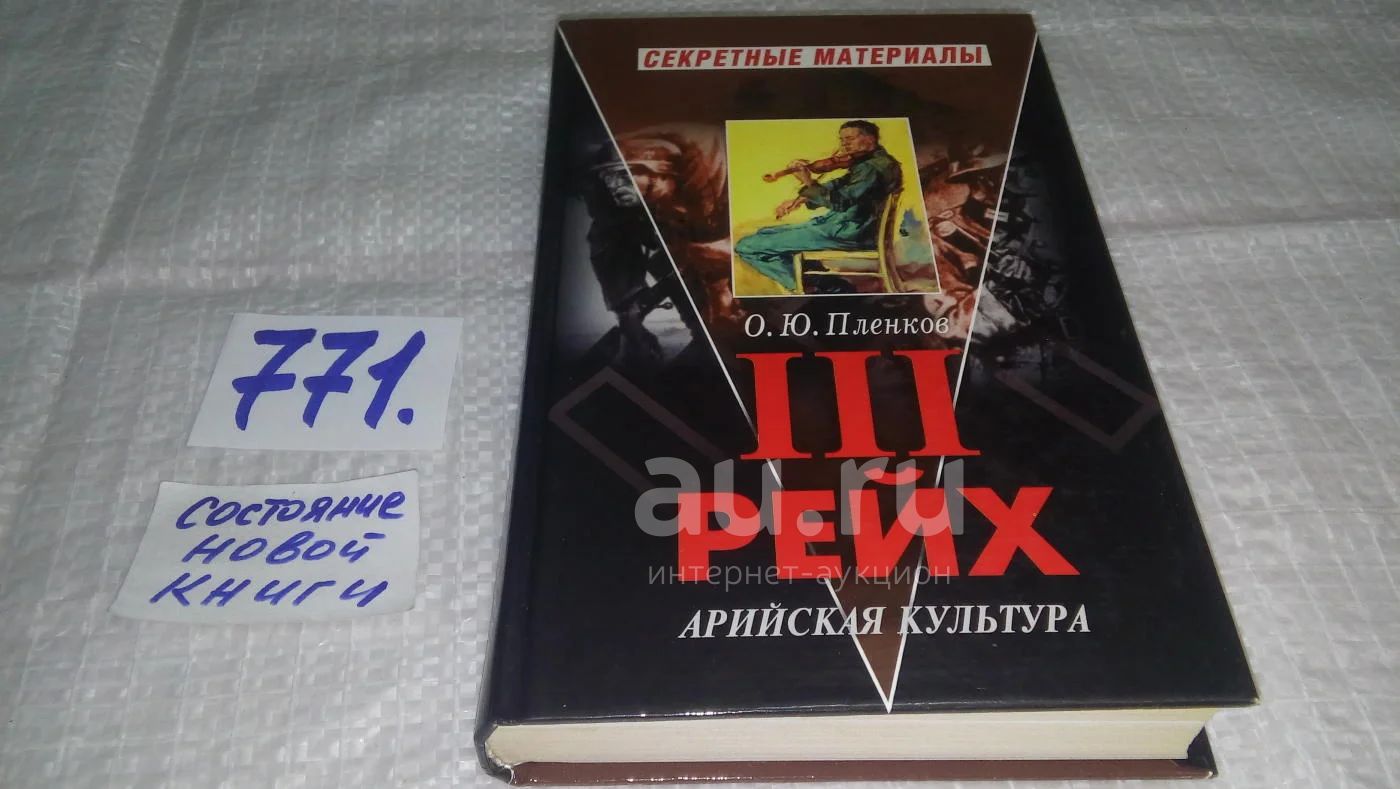 СЕКРЕТНЫЕ МАТЕРИАЛЫ
О. Ю. Пленков
III
РЕЙХ
АРИЙСКАЯ КУЛЬТУРА
771.
состояние
новой
книги
au.ru
интернет-аукцион